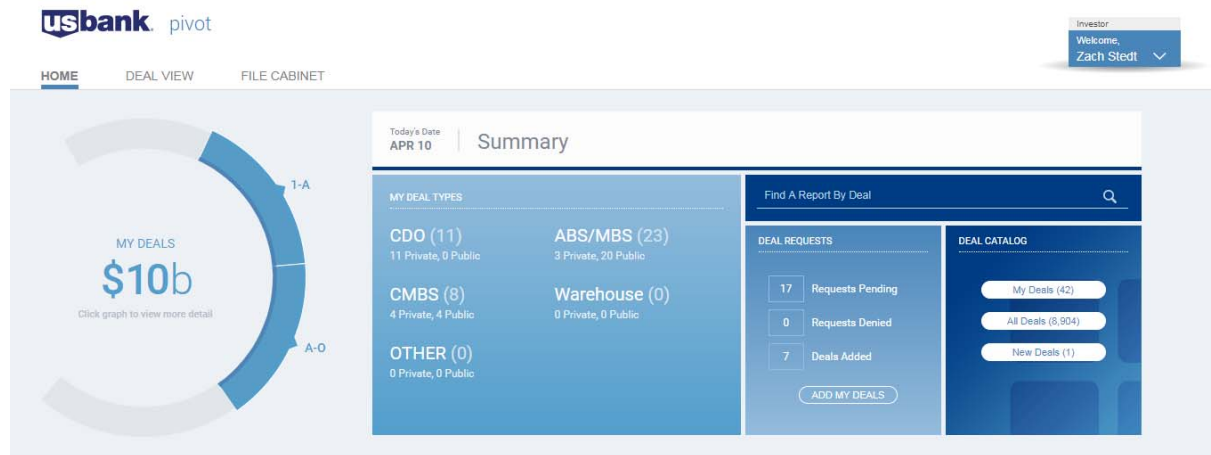 usbank. pivot
Investor
Welcome,
Zach Stedt
HOME DEAL VIEW FILE CABINET
Today's Date
APR 10
Summary
1-A
MY DEALS
$10b
Click graph to view more detail
A-O
MY DEAL TYPES
CDO (11)
11 Private, 0 Public
ABS/MBS (23)
3 Private, 20 Public
CMBS (8)
4 Private, 4 Public
Warehouse (0)
0 Private, 0 Public
OTHER (0)
0 Private, 0 Public
Find A Report By Deal
DEAL REQUESTS
17 Requests Pending
0 Requests Denied
7 Deals Added
ADD MY DEALS
DEAL CATALOG
My Deals (42)
All Deals (8,904)
New Deals (1)